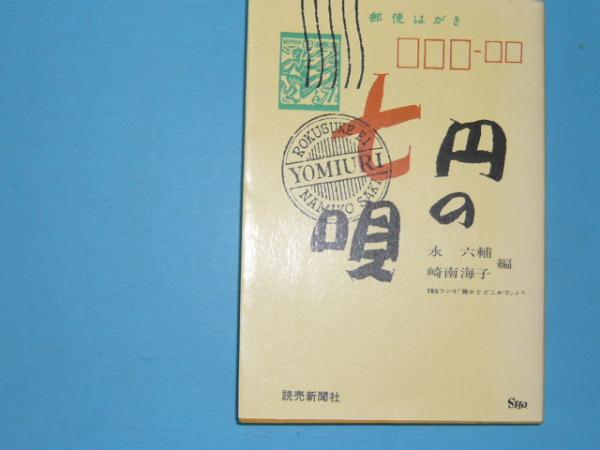 郵便はがき
NIPPON
七円の唄
ROKUSUKE EI
YOMIURI
NAMIYO SAKI
永 六輔
崎南海子
編
TBSラジオ「誰かとどこかで」より
読売新聞社
SHO